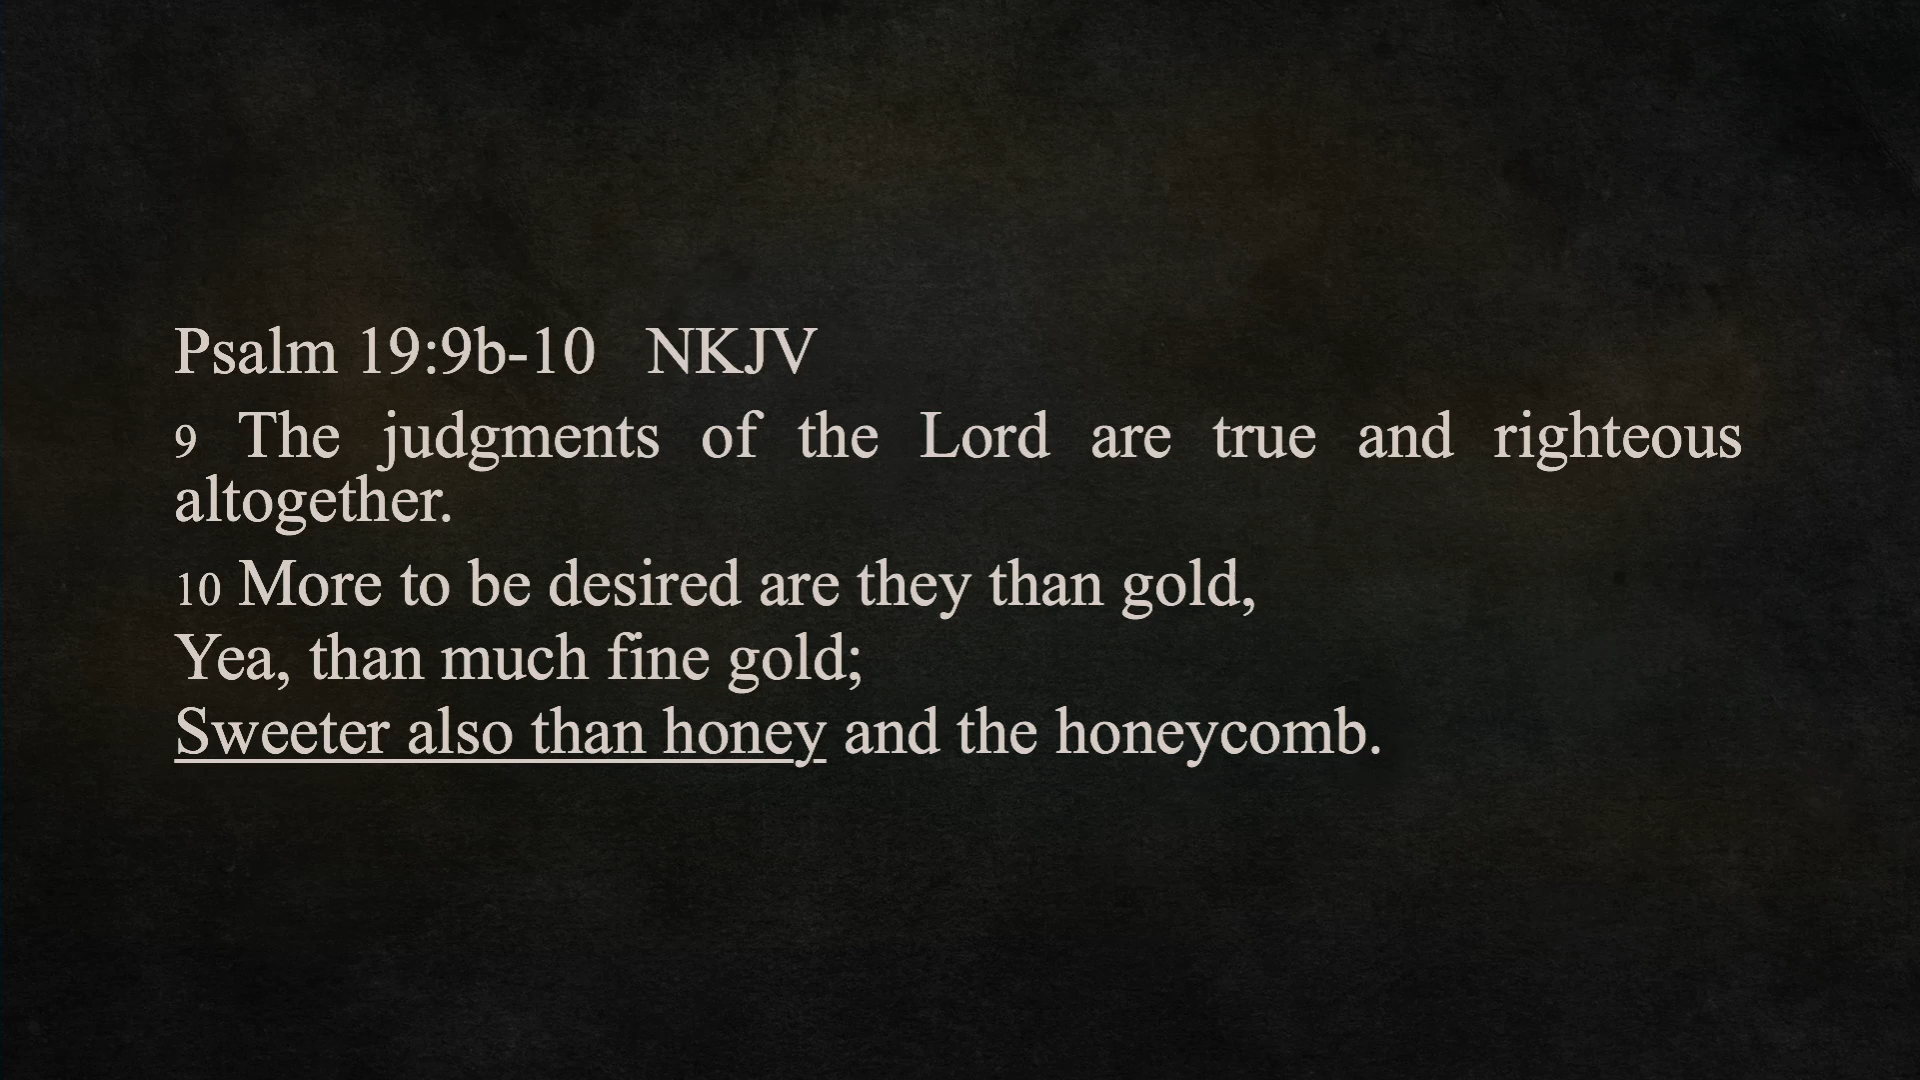 Psalm 19:9b-10 NKJV
9 The judgments of the Lord are true and righteous
altogether.
10 More to be desired are they than gold,
Yea, than much fine gold;
Sweeter also than honey and the honeycomb.